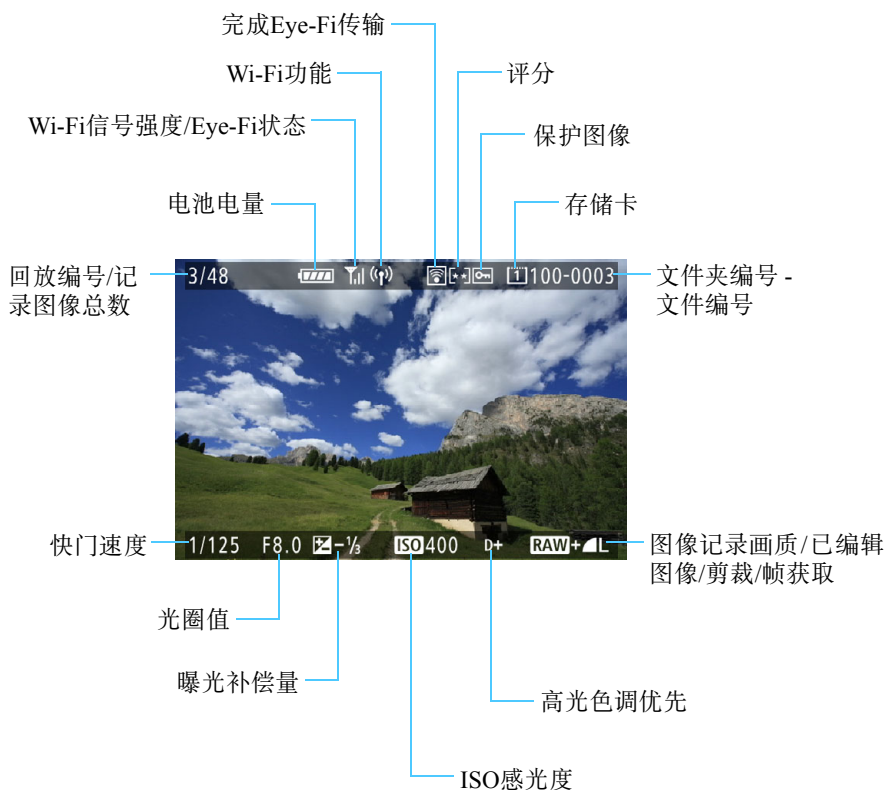 完成Eye-Fi传输
Wi-Fi功能
评分
Wi-Fi信号强度/Eye-Fi状态
保护图像
电池电量
存储卡
回放编号/记
录图像总数
3/48
1
100-0003
文件夹编号 -
文件编号
快门速度
1/125 F8.0 -⅓ ISO400 D+ RAW+L
图像记录画质/已编辑
图像/剪裁/帧获取
光圈值
曝光补偿量
高光色调优先
ISO感光度